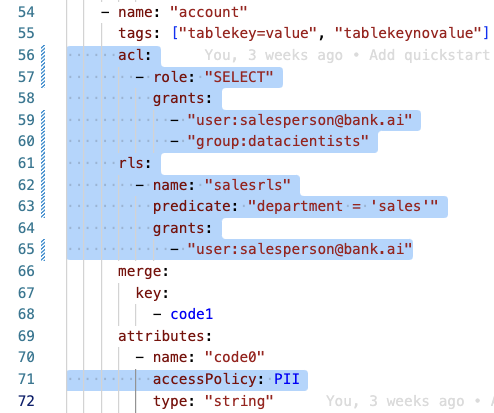 54 - name: "account"
55 tags: ["tablekey=value", "tablekeynovalue"]
56 acl: You, 3 weeks ago • Add quickstart
57 - role: "SELECT"
58 grants:
59 - "user:salesperson@bank.ai"
60 - "group:datacientists"
61 rls:
62 - name: "salesrls"
63 predicate: "department = 'sales'"
64 grants:
65 - "user:salesperson@bank.ai"
66 merge:
67 key:
68 - code1
69 attributes:
70 - name: "code0"
71 accessPolicy: PII
72 type: "string" You, 3 weeks ago •